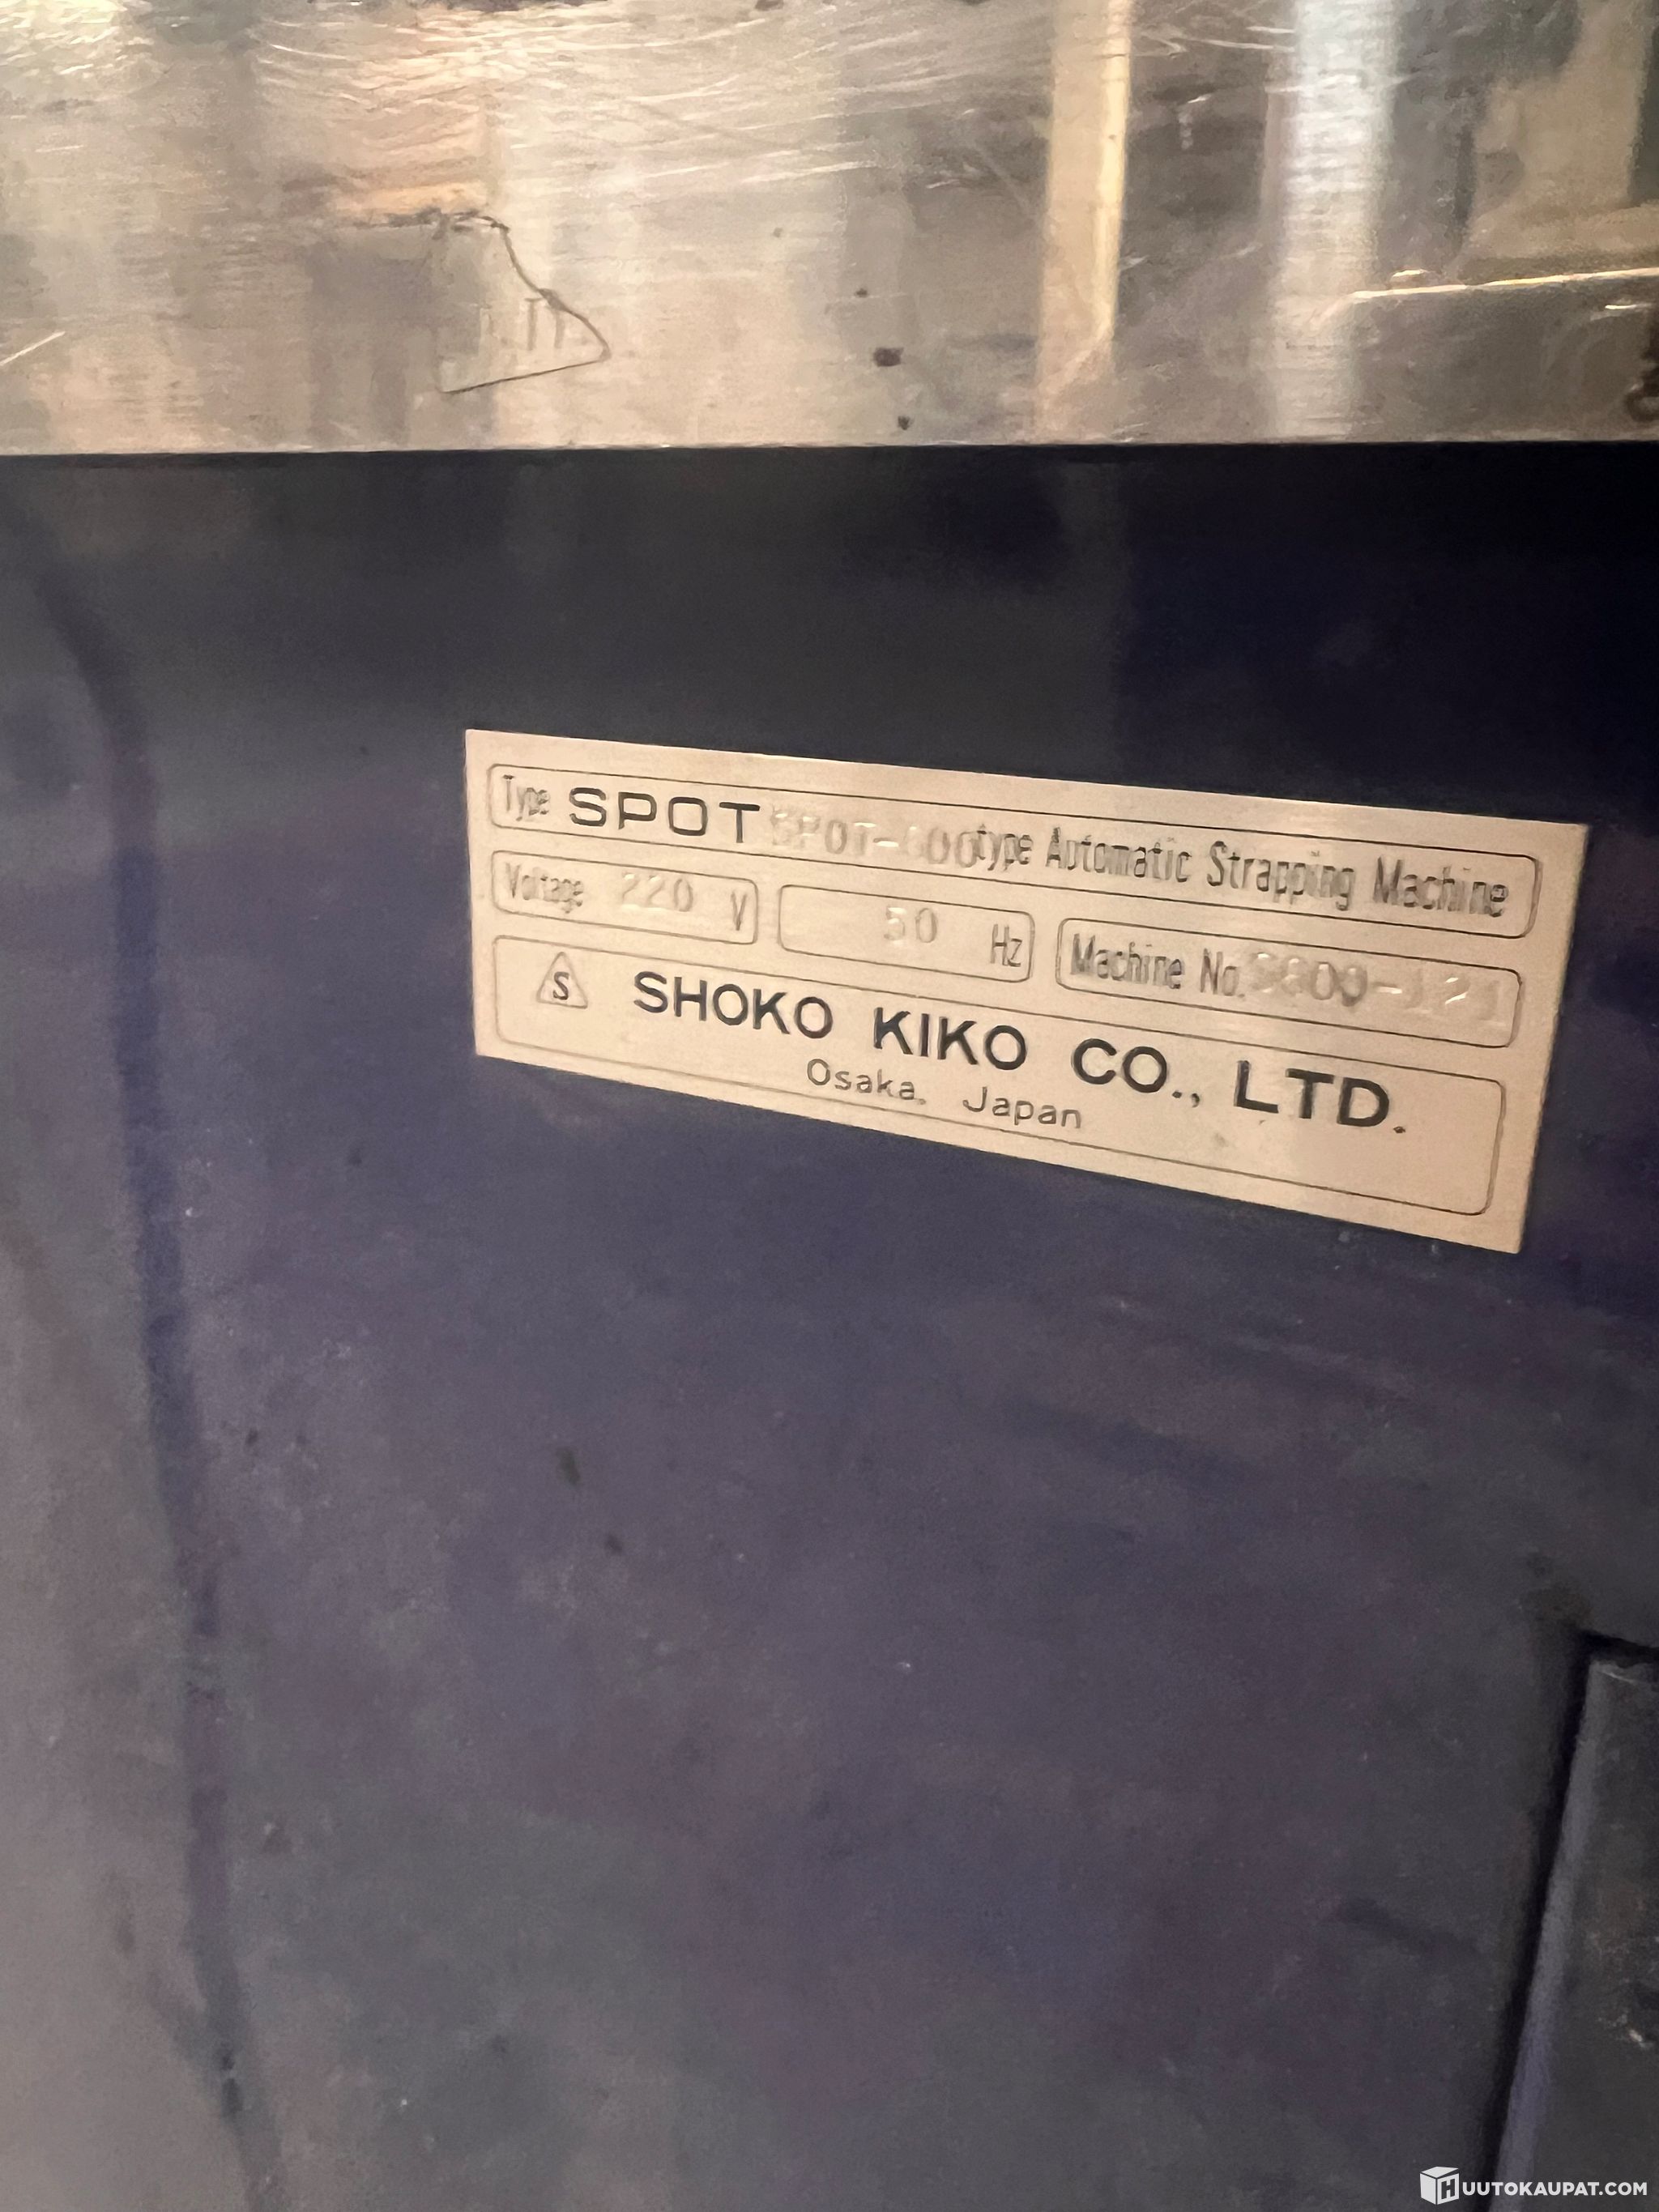 Type SPOT type Automatic Strapping Machine
Voltage 220 V 50 Hz Machine No.
S SHOKO KIKO CO., LTD.
Osaka, Japan
HUUTOKAUPAT.COM